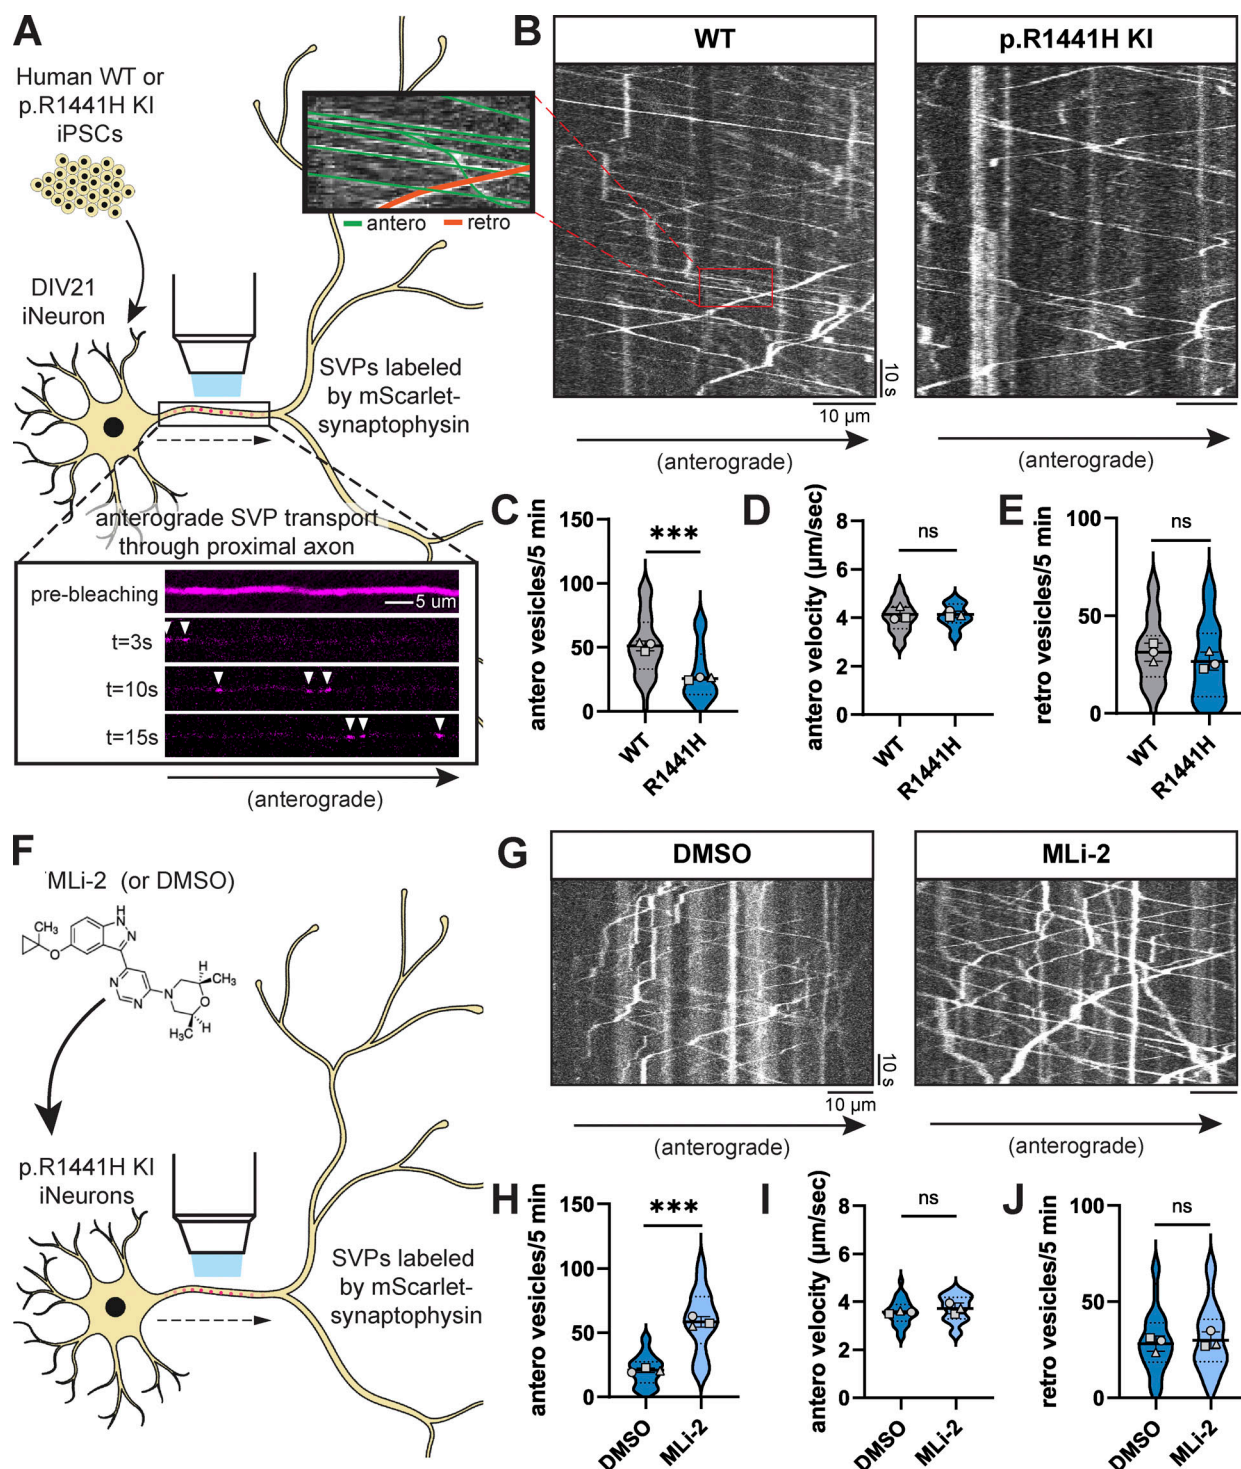 A
Human WT or
p.R1441H KI
iPSCs
antero
retro
DIV21
iNeuron
SVPs labeled
by mScarlet-
synaptophysin
anterograde SVP transport
through proximal axon
pre-bleaching
5 um
t=3s
t=10s
t=15s
(anterograde)
B
WT
p.R1441H KI
10 s
10 µm
(anterograde)
(anterograde)
C
antero vesicles/5 min
150
100
50
0
***
WT
R1441H
D
antero velocity (µm/sec)
8
6
4
2
0
ns
WT
R1441H
E
retro vesicles/5 min
100
50
0
ns
WT
R1441H
F
MLi-2 (or DMSO)
CH3
O
H
N
N
N
N
N
H
CH3
O
H
H3C
p.R1441H KI
iNeurons
SVPs labeled
by mScarlet-
synaptophysin
G
DMSO
MLi-2
10 s
10 µm
(anterograde)
(anterograde)
H
antero vesicles/5 min
150
100
50
0
***
DMSO
MLi-2
I
antero velocity (µm/sec)
8
6
4
2
0
ns
DMSO
MLi-2
J
retro vesicles/5 min
100
50
0
ns
DMSO
MLi-2